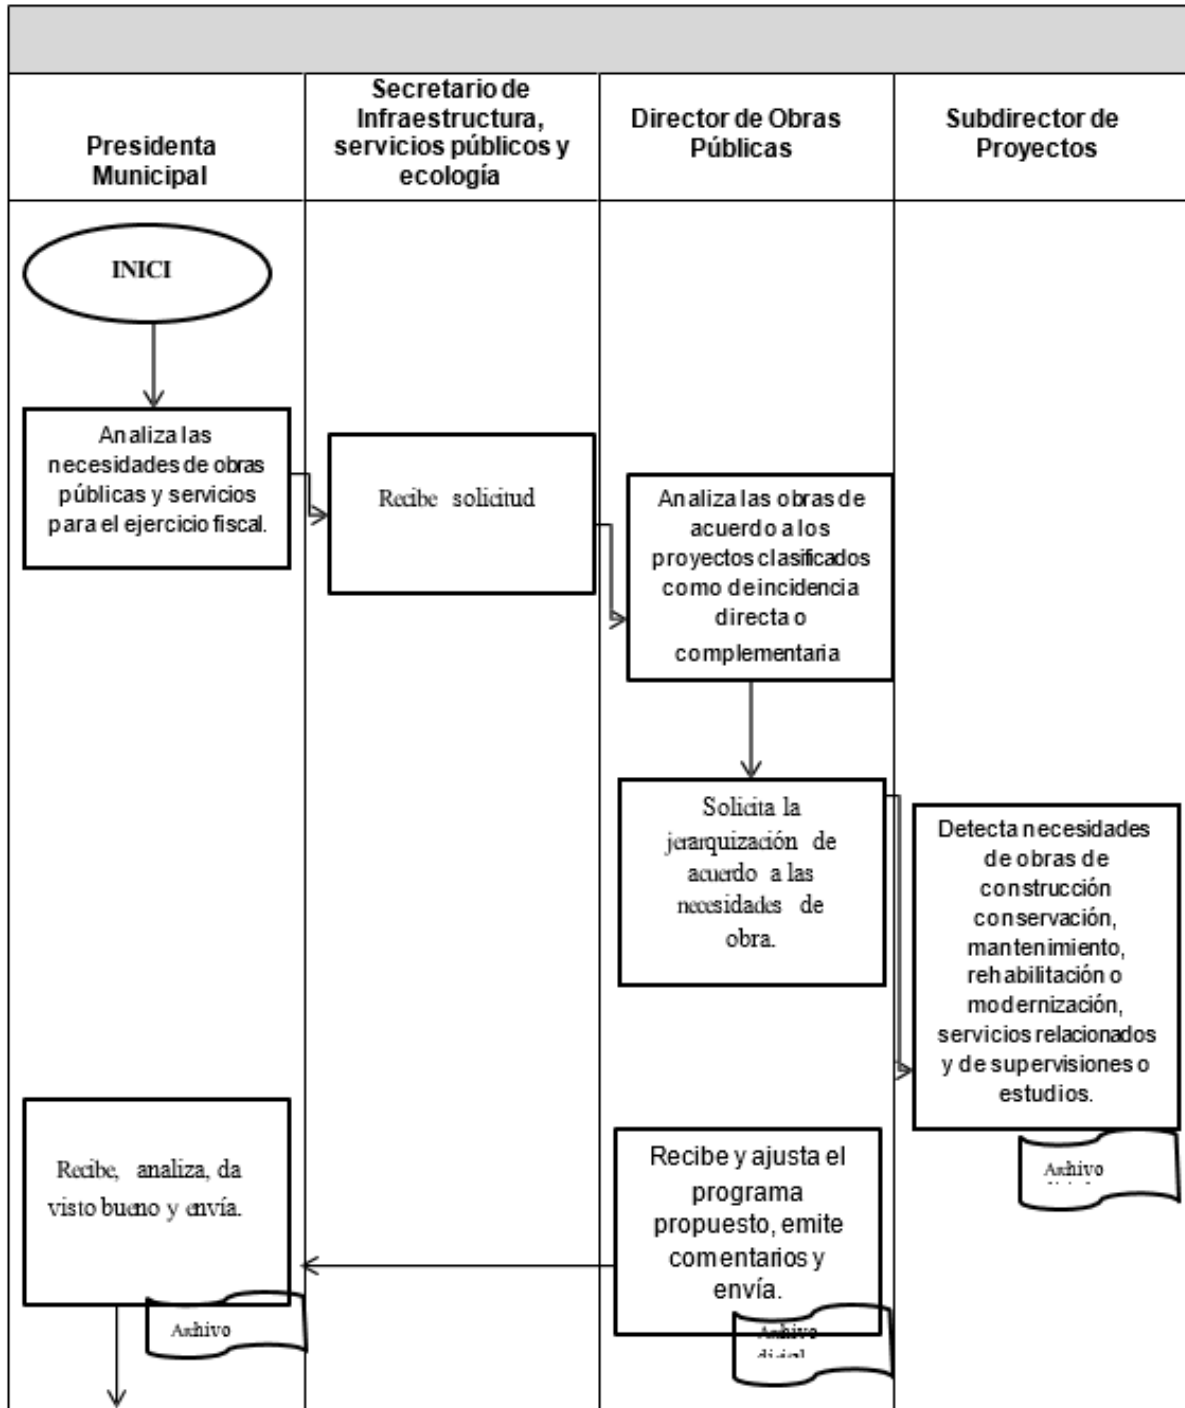 Presidenta
Municipal
Secretario de
Infraestructura,
servicios públicos y
ecología
Director de Obras
Públicas
Subdirector de
Proyectos
INICI
Analiza las
necesidades de obras
públicas y servicios
para el ejercicio fiscal.
Recibe solicitud
Analiza las obras de
acuerdo a los
proyectos clasificados
como de incidencia
directa o
complementaria
Solicita la
jerarquización de
acuerdo a las
necesidades de
obra.
Detecta necesidades
de obras de
construcción
conservación,
mantenimiento,
rehabilitación o
modernización,
servicios relacionados
y de supervisiones o
estudios.
Archivo
Recibe y ajusta el
programa
propuesto, emite
comentarios y
envía.
Archivo
digital
Recibe, analiza, da
visto bueno y envía.
Archivo